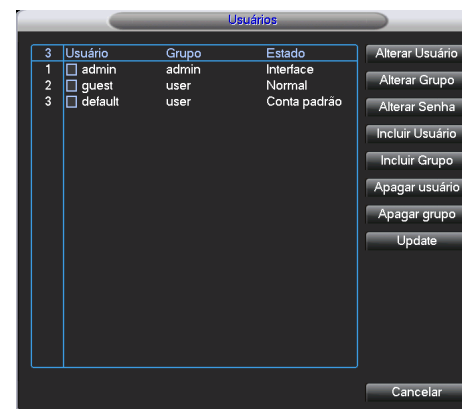 Usuários
3 Usuário Grupo Estado
1 admin admin Interface
2 guest user Normal
3 default user Conta padrão
Alterar Usuário
Alterar Grupo
Alterar Senha
Incluir Usuário
Incluir Grupo
Apagar usuário
Apagar grupo
Update
Cancelar